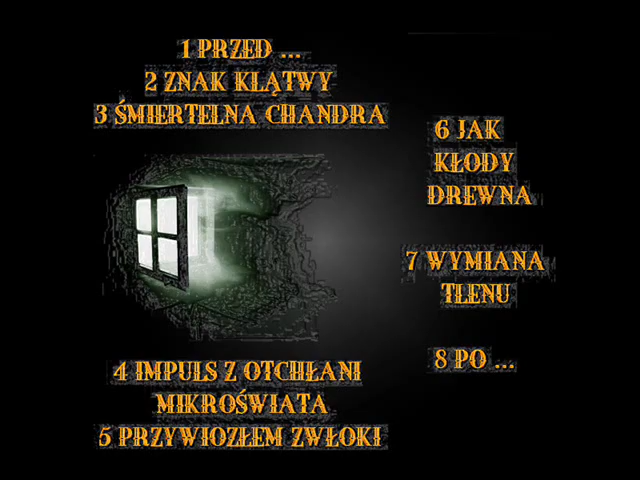 1 PRZED ...
2 ZNAK KLĄTWY
3 ŚMIERTELNA CHANDRA
4 IMPULS Z OTCHŁANI
MIKROŚWIATA
5 PRZYWIOZŁEM ZWŁOKI
6 JAK
KŁODY
DREWNA
7 WYMIANA
TLENU
8 PO ...